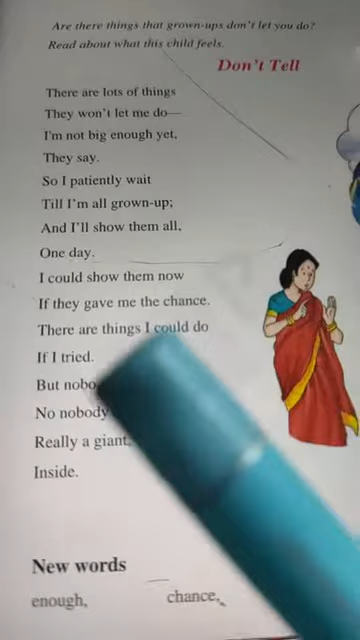 Are there things that grown-ups don't let you do?
Read about what this child feels.
Don't Tell
There are lots of things
They won't let me do—
I'm not big enough yet,
They say.
So I patiently wait
Till I'm all grown-up;
And I'll show them all,
One day.
I could show them now
If they gave me the chance.
There are things I could do
If I tried.
But
No nobody
Really a giant,
Inside.
New words
enough,
chance,